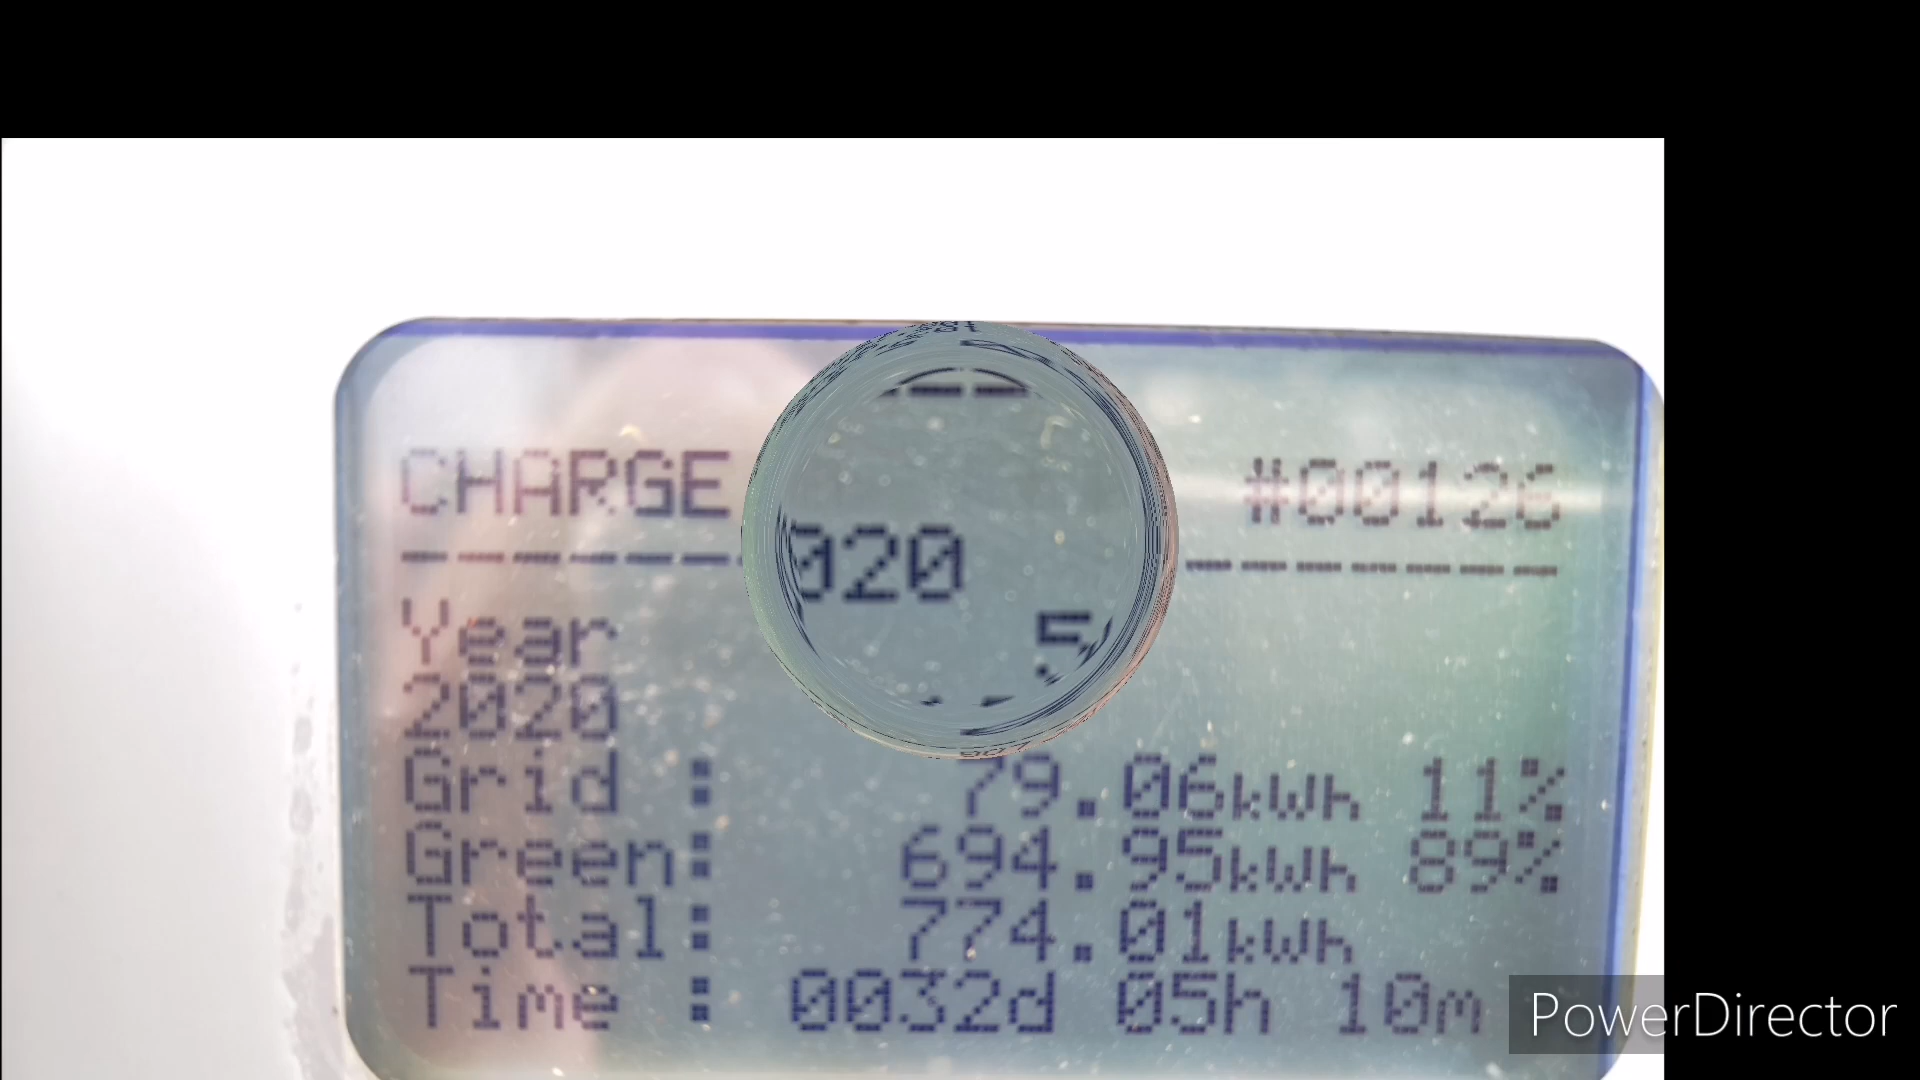 CHARGE #00126
Year
2020
020
5
Grid : 79.06kWh 11%
Green: 694.95kWh 89%
Total: 774.01kWh
Time : 0032d 05h 10m
PowerDirector